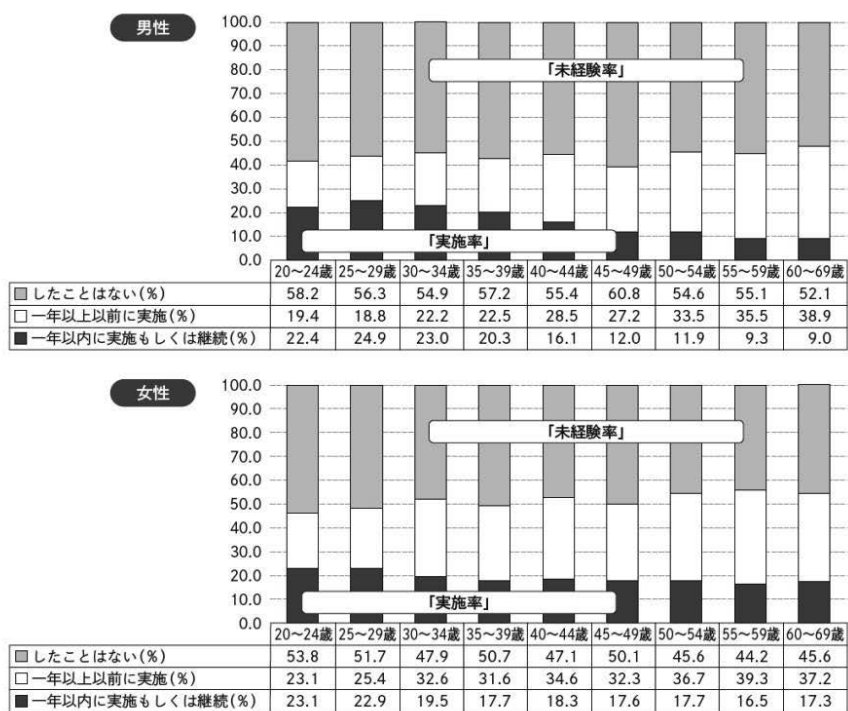 男性
100.0
90.0
80.0
70.0
60.0
50.0
40.0
30.0
20.0
10.0
0.0
「未経験率」
「実施率」
20～24歳 25～29歳 30～34歳 35～39歳 40～44歳 45～49歳 50～54歳 55～59歳 60～69歳
したことはない(%) 58.2 56.3 54.9 57.2 55.4 60.8 54.6 55.1 52.1
一年以上以前に実施(%) 19.4 18.8 22.2 22.5 28.5 27.2 33.5 35.5 38.9
一年以内に実施もしくは継続(%) 22.4 24.9 23.0 20.3 16.1 12.0 11.9 9.3 9.0
女性
100.0
90.0
80.0
70.0
60.0
50.0
40.0
30.0
20.0
10.0
0.0
「未経験率」
「実施率」
20～24歳 25～29歳 30～34歳 35～39歳 40～44歳 45～49歳 50～54歳 55～59歳 60～69歳
したことはない(%) 53.8 51.7 47.9 50.7 47.1 50.1 45.6 44.2 45.6
一年以上以前に実施(%) 23.1 25.4 32.6 31.6 34.6 32.3 36.7 39.3 37.2
一年以内に実施もしくは継続(%) 23.1 22.9 19.5 17.7 18.3 17.6 17.7 16.5 17.3